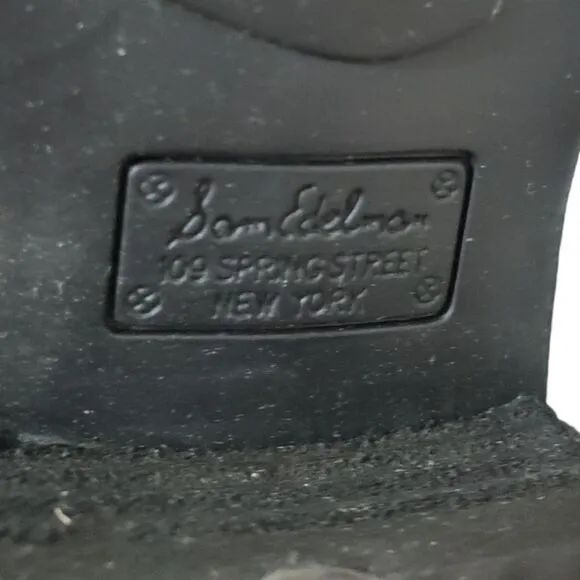 Sam Edelman
109 SPRING STREET
NEW YORK